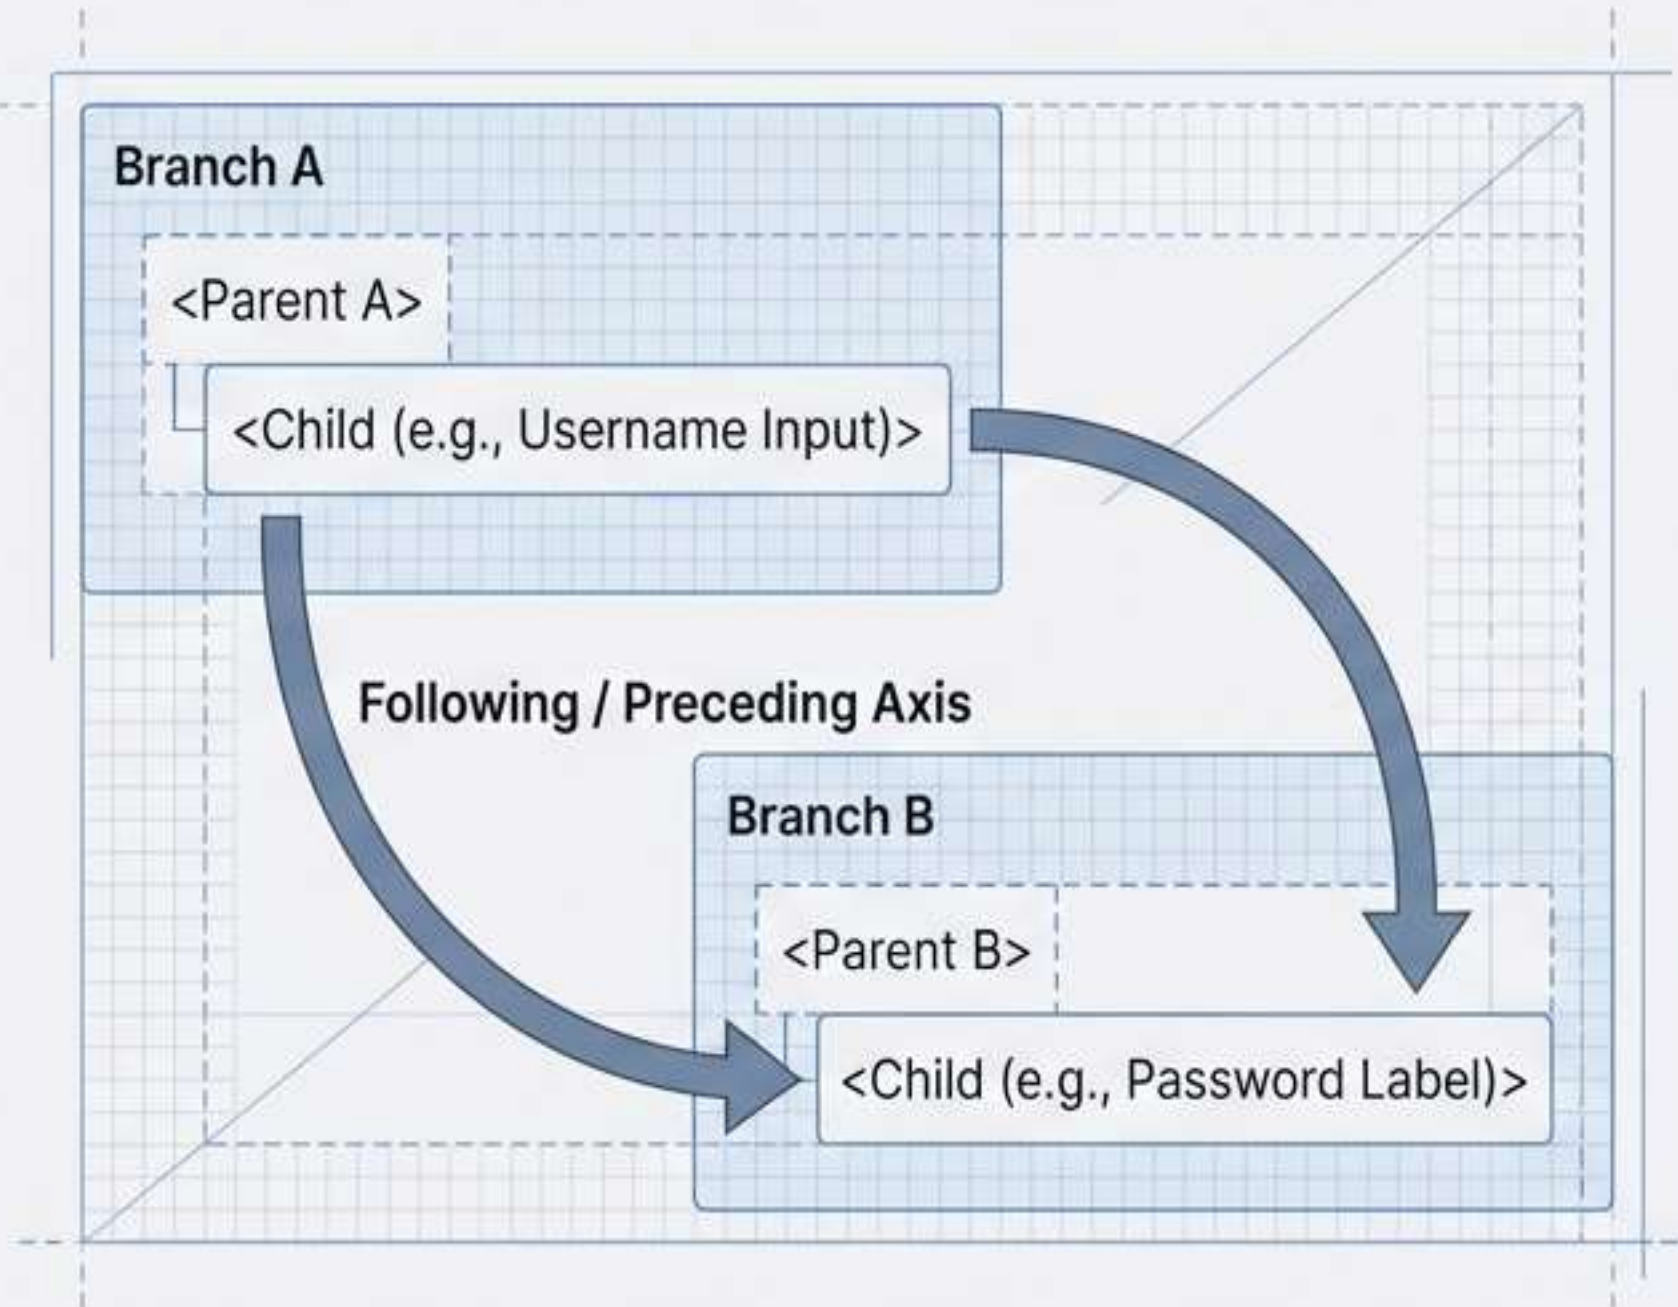 Branch A
<Parent A>
<Child (e.g., Username Input)>
Following / Preceding Axis
Branch B
<Parent B>
<Child (e.g., Password Label)>